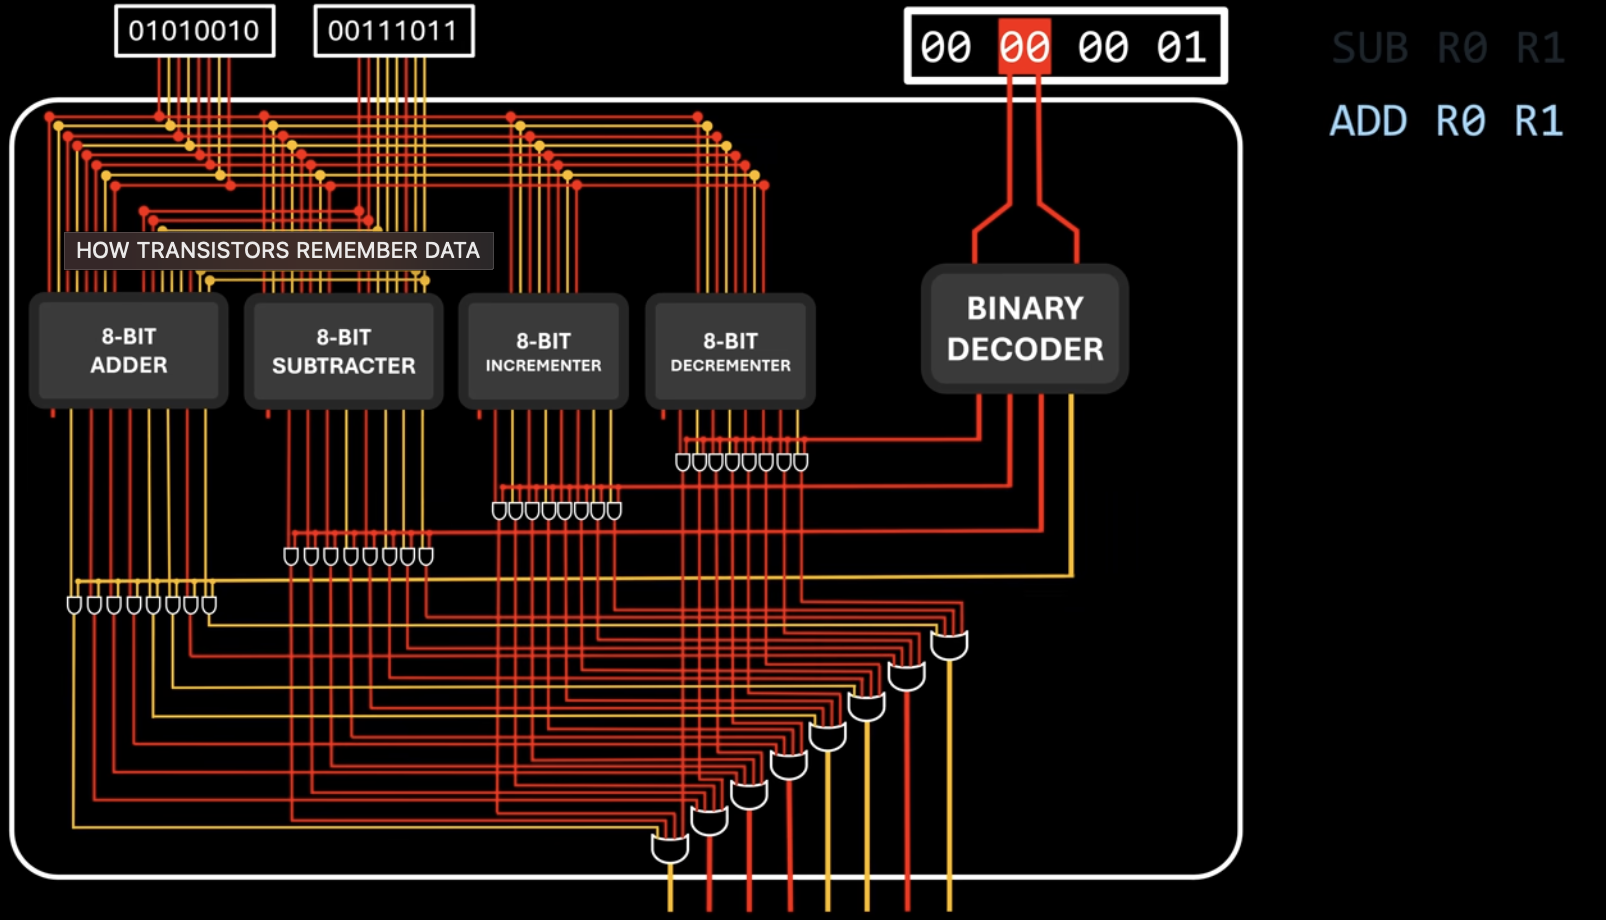 01010010
00111011
00 00 00 01
SUB R0 R1
ADD R0 R1
HOW TRANSISTORS REMEMBER DATA
8-BIT
ADDER
8-BIT
SUBTRACTER
8-BIT
INCREMENTER
8-BIT
DECREMENTER
BINARY
DECODER